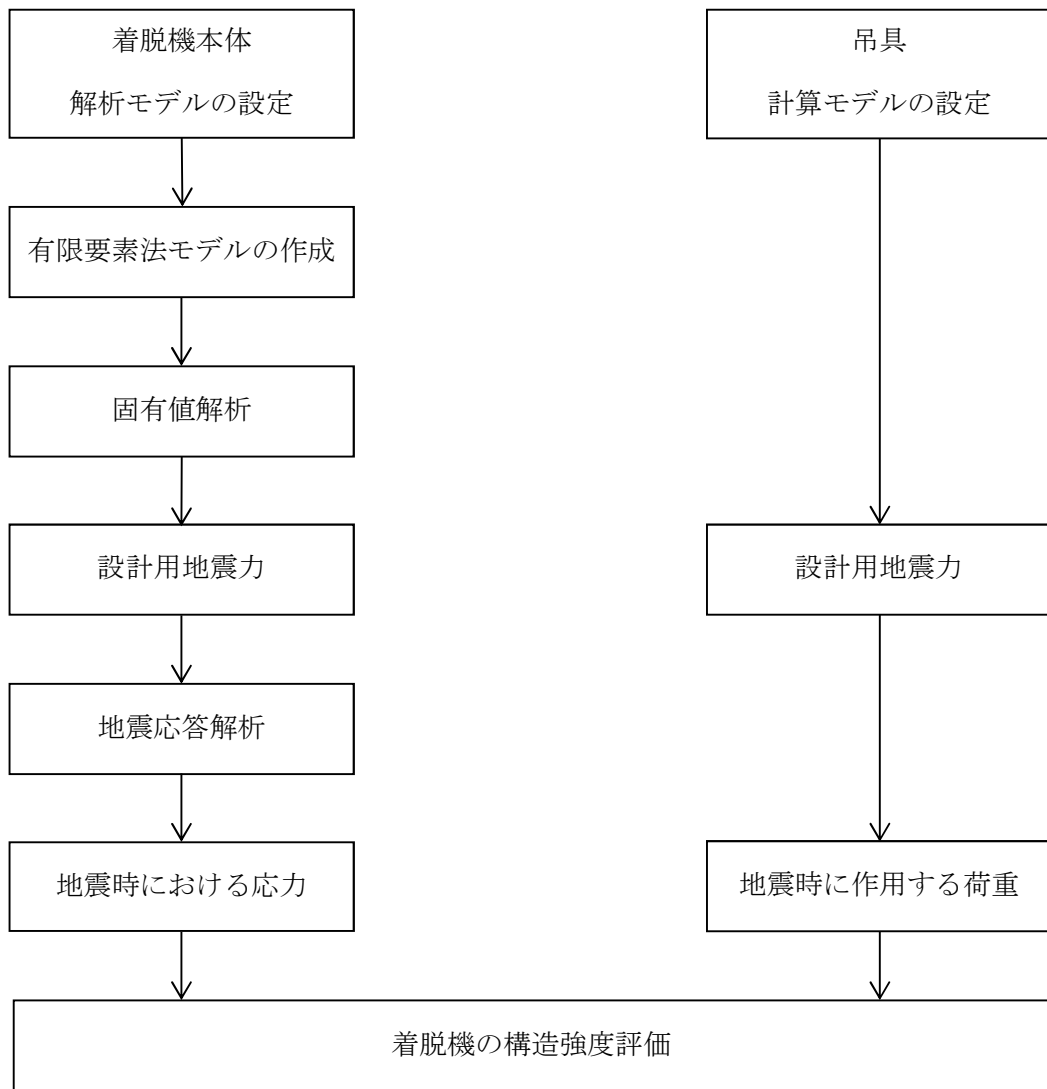 着脱機本体
解析モデルの設定
有限要素法モデルの作成
固有値解析
設計用地震力
地震応答解析
地震時における応力
吊具
計算モデルの設定
設計用地震力
地震時に作用する荷重
着脱機の構造強度評価